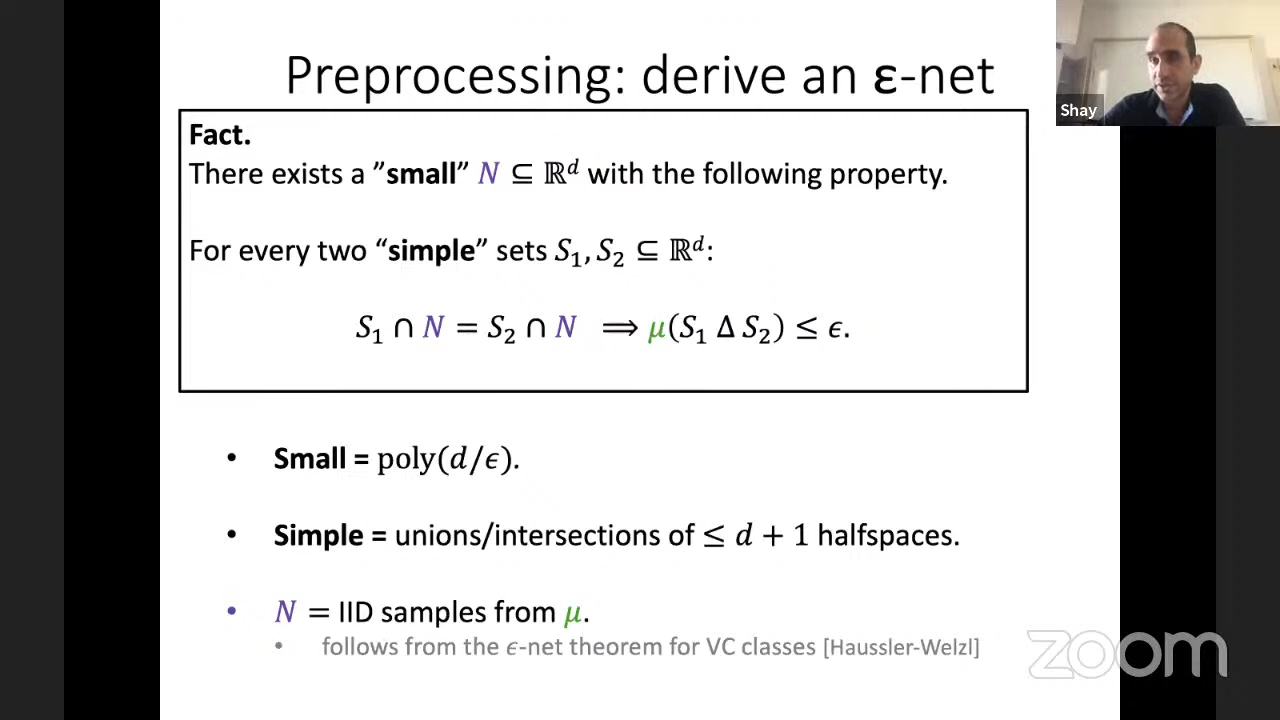 Preprocessing: derive an ε-net
Shay
Fact.
There exists a ”small” N ⊆ ℝᵈ with the following property.
For every two “simple” sets S₁, S₂ ⊆ ℝᵈ:
S₁ ∩ N = S₂ ∩ N ⟹ μ(S₁ Δ S₂) ≤ ϵ.
• Small = poly(d/ϵ).
• Simple = unions/intersections of ≤ d + 1 halfspaces.
• N = IID samples from μ.
• follows from the ϵ-net theorem for VC classes [Haussler-Welzl]
zoom